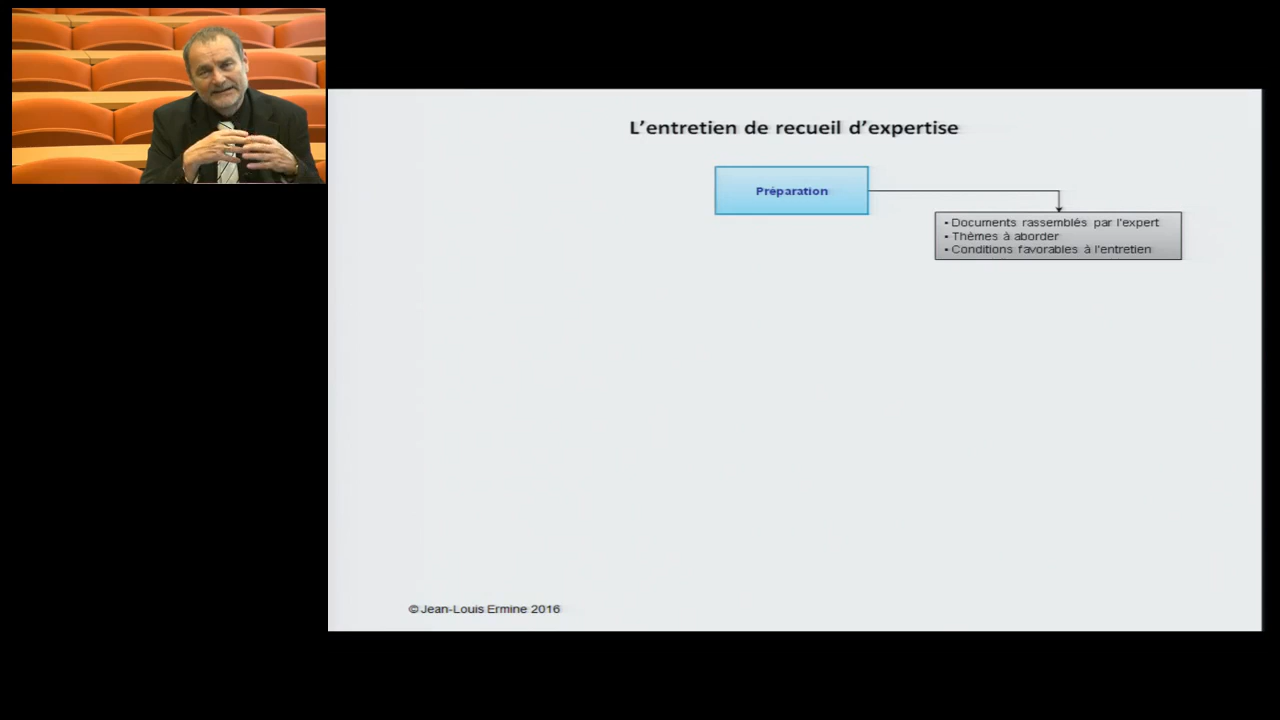 L'entretien de recueil d'expertise
Préparation
▪ Documents rassemblés par l'expert
▪ Thèmes à aborder
▪ Conditions favorables à l'entretien
© Jean-Louis Ermine 2016